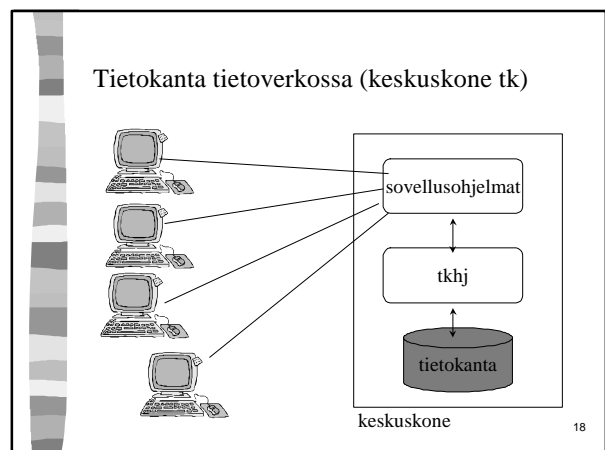 Tietokanta tietoverkossa (keskuskone tk)
sovellusohjelmat
tkhj
tietokanta
keskuskone
18